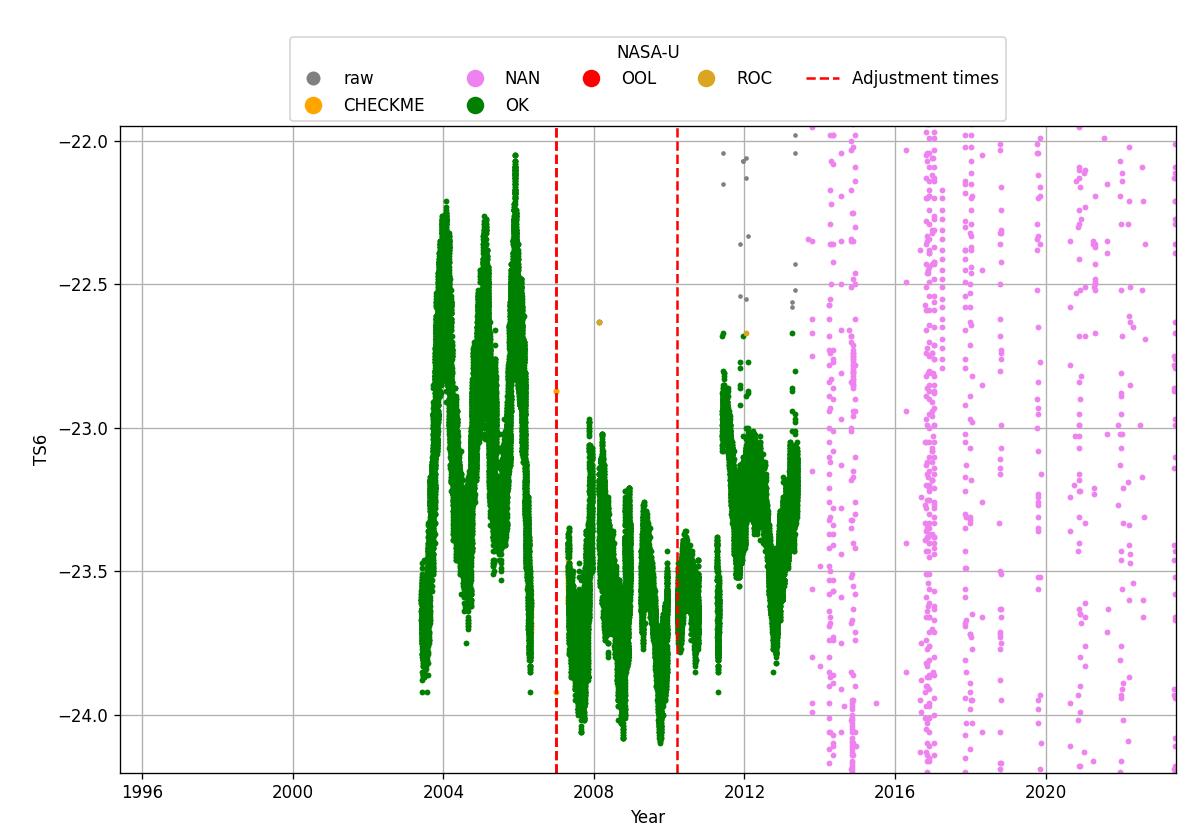 NASA-U
raw NAN OOL ROC Adjustment times
CHECKME OK
−22.0
−22.5
−23.0
−23.5
−24.0
TS6
1996 2000 2004 2008 2012 2016 2020
Year